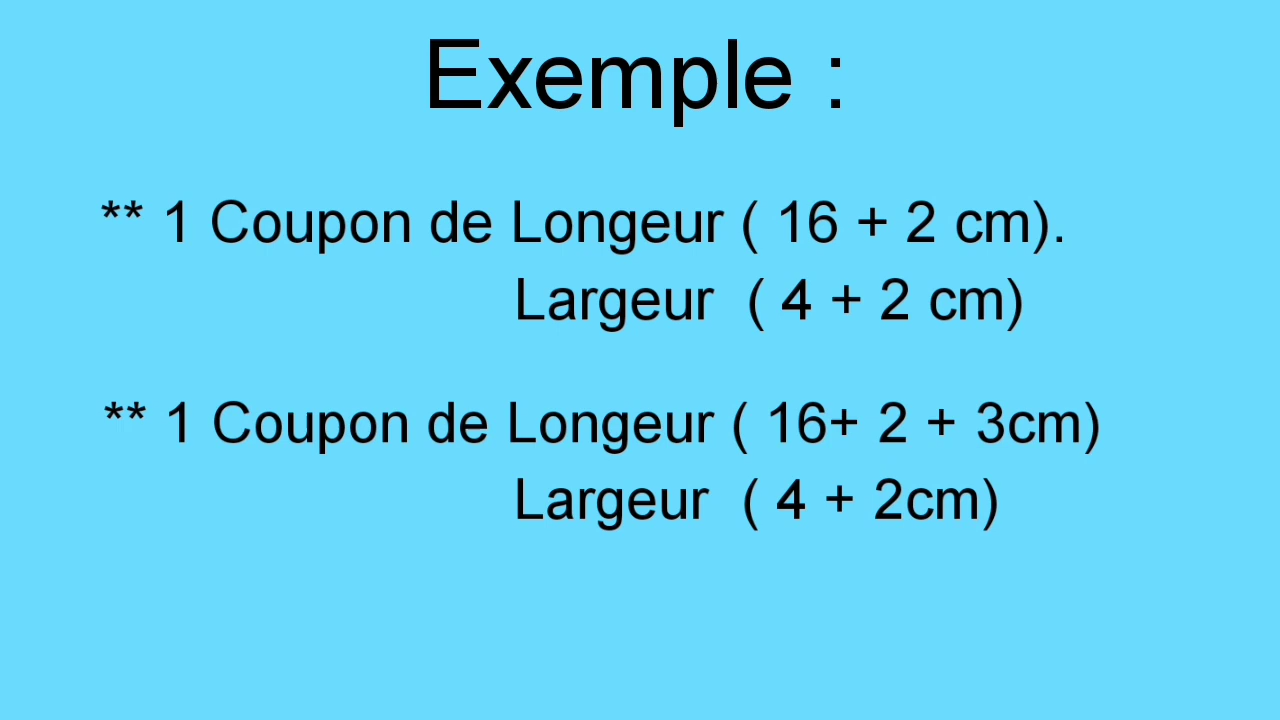 Exemple :
** 1 Coupon de Longeur ( 16 + 2 cm).
Largeur ( 4 + 2 cm)
** 1 Coupon de Longeur ( 16+ 2 + 3cm)
Largeur ( 4 + 2cm)